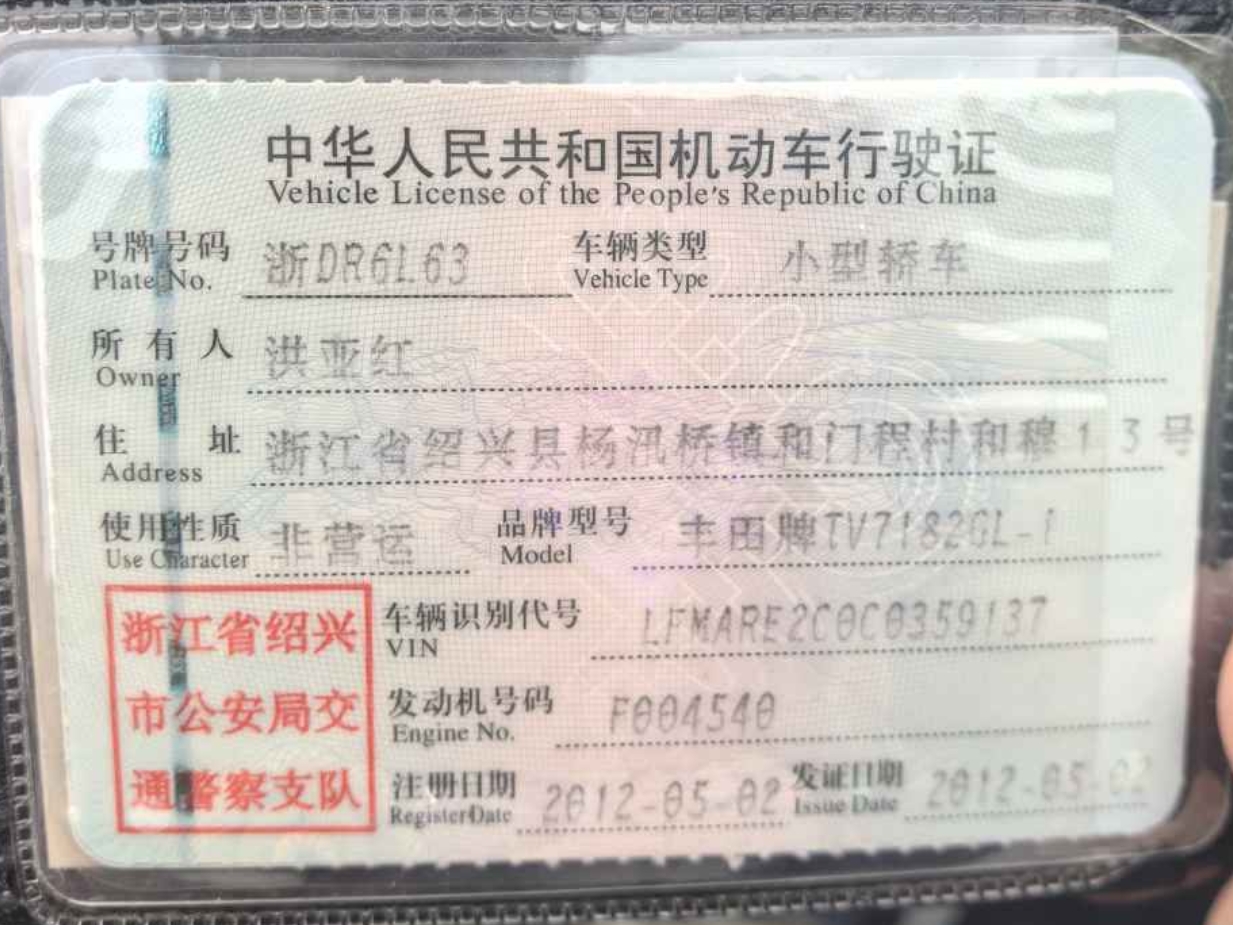 中华人民共和国机动车行驶证
Vehicle License of the People's Republic of China
号牌号码 浙DR6L63 车辆类型 小型轿车
Plate No. Vehicle Type
所有人 洪亚红
Owner
住址 浙江省绍兴县杨汛桥镇和门程村和穆13号
Address
使用性质 非营运 品牌型号 丰田牌TV7182GL-i
Use Character Model
浙江省绍兴
市公安局交
通警察支队
车辆识别代号 LFMARE2C0C0359137
VIN
发动机号码 F004540
Engine No.
注册日期 2012-05-02 发证日期 2012-05-02
Register Date Issue Date